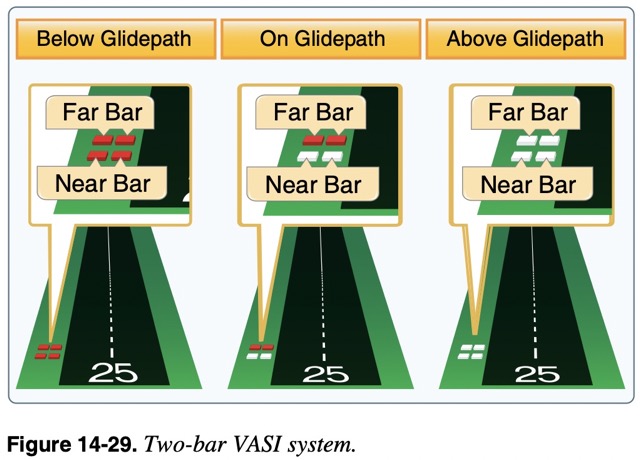 Below Glidepath
On Glidepath
Above Glidepath
Far Bar
Near Bar
Far Bar
Near Bar
Far Bar
Near Bar
25
25
25
Figure 14-29. Two-bar VASI system.